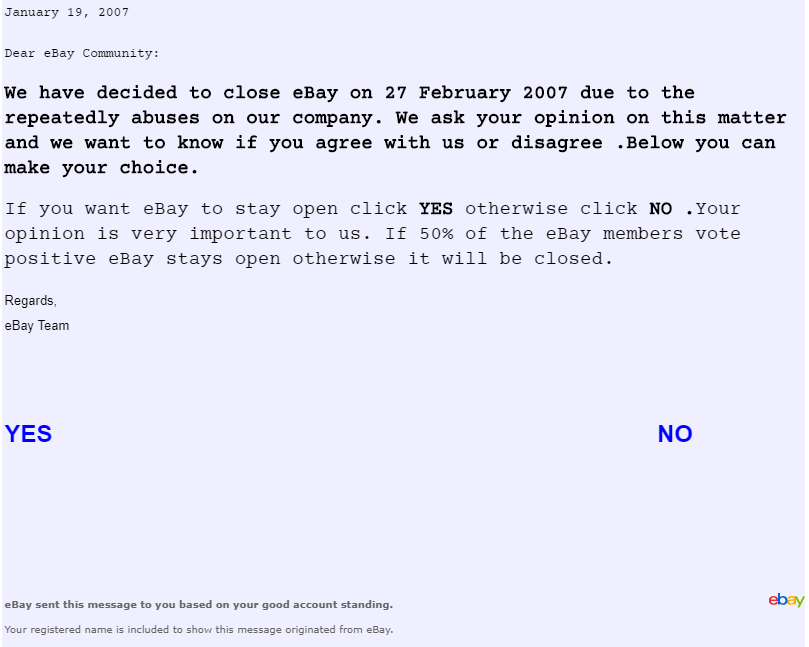 January 19, 2007
Dear eBay Community:
We have decided to close eBay on 27 February 2007 due to the
repeatedly abuses on our company. We ask your opinion on this matter
and we want to know if you agree with us or disagree .Below you can
make your choice.
If you want eBay to stay open click YES otherwise click NO .Your
opinion is very important to us. If 50% of the eBay members vote
positive eBay stays open otherwise it will be closed.
Regards,
eBay Team
YES NO
eBay sent this message to you based on your good account standing.
ebay
Your registered name is included to show this message originated from eBay.